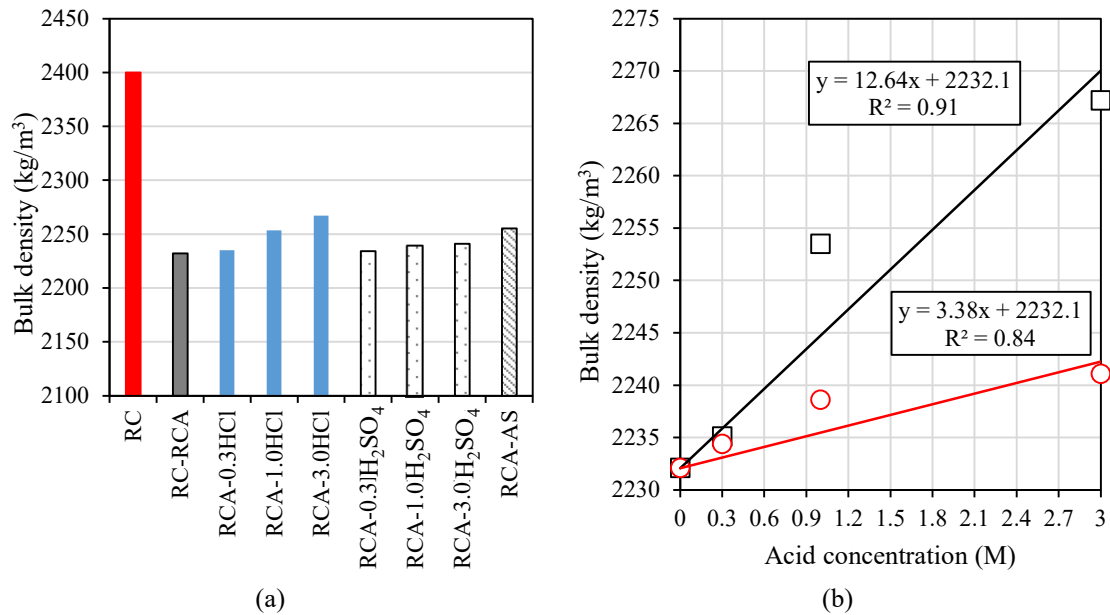 2450
2400
2350
2300
2250
2200
2150
2100
Bulk density (kg/m³)
RC
RC-RCA
RCA-0.3HCl
RCA-1.0HCl
RCA-3.0HCl
RCA-0.3H₂SO₄
RCA-1.0H₂SO₄
RCA-3.0H₂SO₄
RCA-AS
(a)
2275
2270
2265
2260
2255
2250
2245
2240
2235
2230
Bulk density (kg/m³)
y = 12.64x + 2232.1
R² = 0.91
y = 3.38x + 2232.1
R² = 0.84
0 0.3 0.6 0.9 1.2 1.5 1.8 2.1 2.4 2.7 3
Acid concentration (M)
(b)